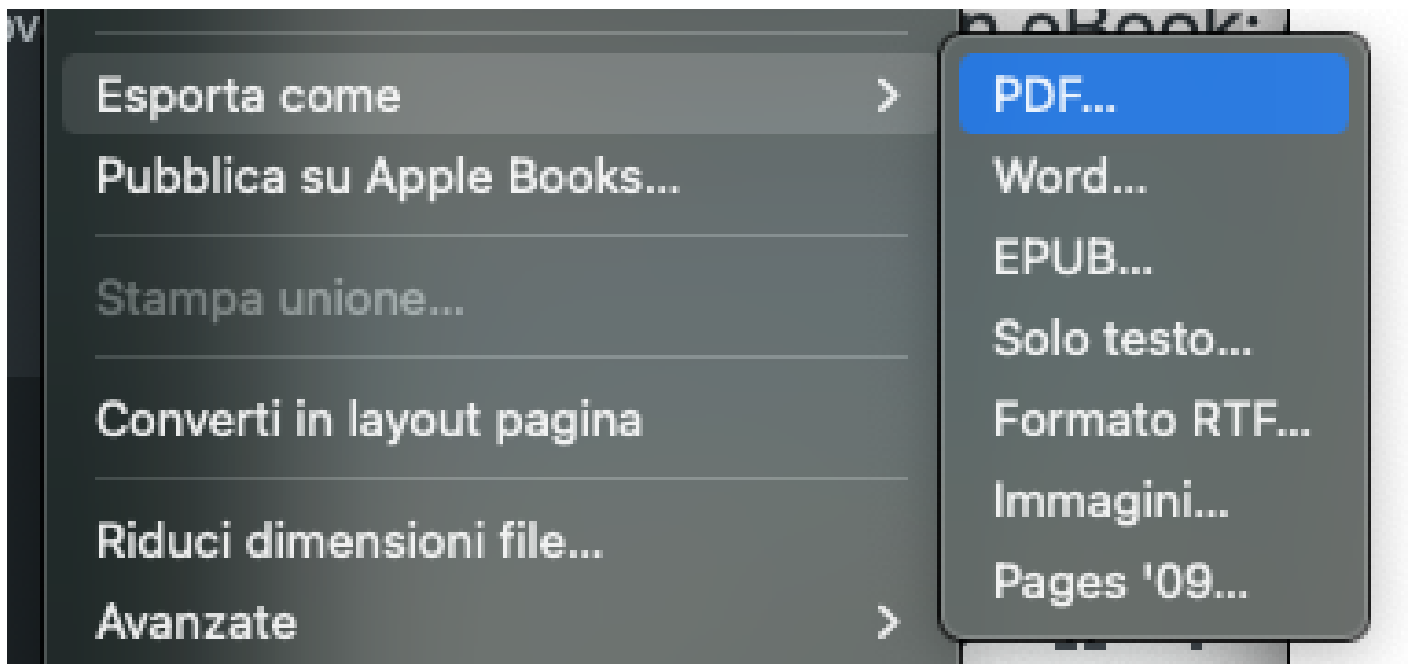 Esporta come
Pubblica su Apple Books...
Stampa unione...
Converti in layout pagina
Riduci dimensioni file...
Avanzate
eBook:
PDF...
Word...
EPUB...
Solo testo...
Formato RTF...
Immagini...
Pages '09...